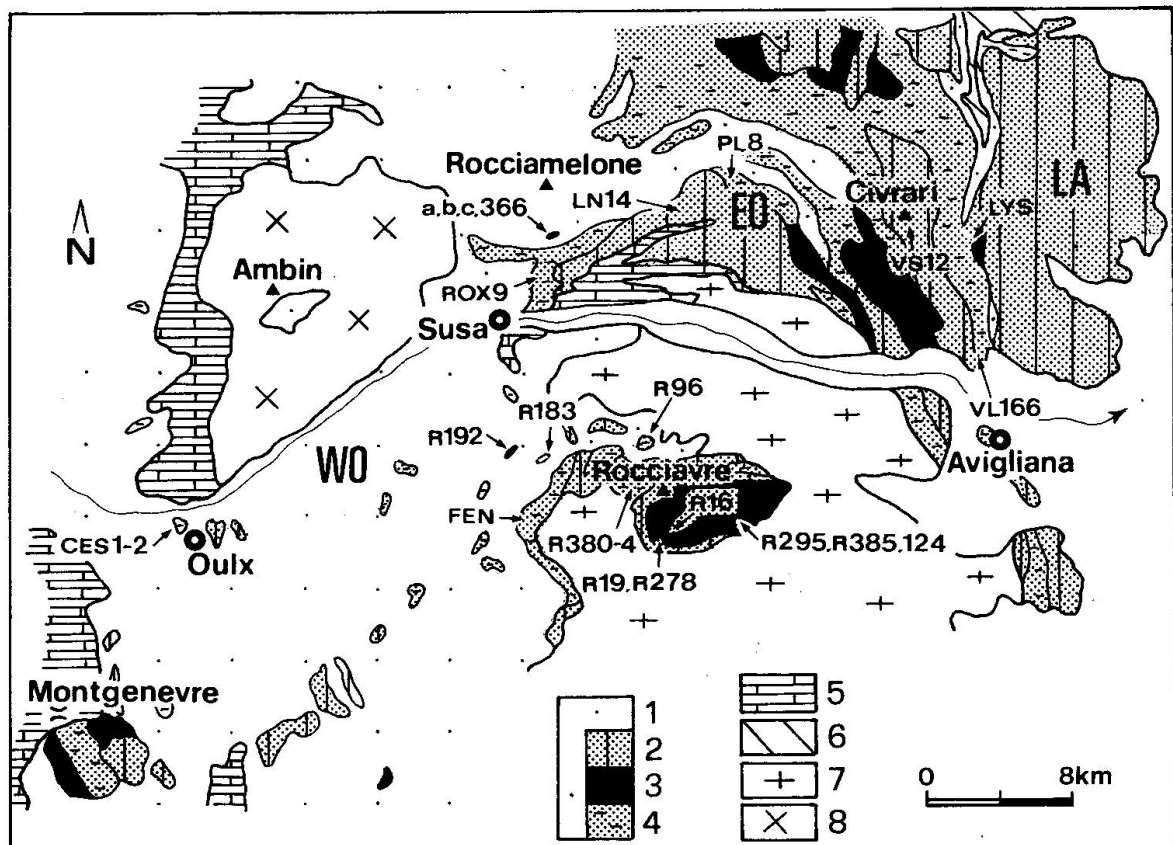 PL8
Rocciamelone
Civrari
LA
a.b.c, 366
LN14
EO
LYS
N
Ambin
VS12
ROX9
Susa
R96
R183
VL166
R192
WO
Avigliana
Rocciavre
R16
FEN
CES1-2
R380-4
R295,R385,124
Oulx
R19,R278
Montgenevre
1
5
2
6
3
7
0 8km
4
8